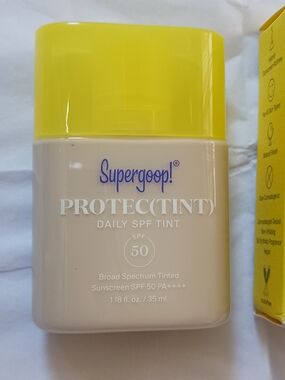 Supergoop!®
PROTEC(TINT)
DAILY SPF TINT
SPF
50
Broad Spectrum Tinted
Sunscreen SPF 50 PA++++
1.18 fl. oz. / 35 ml.